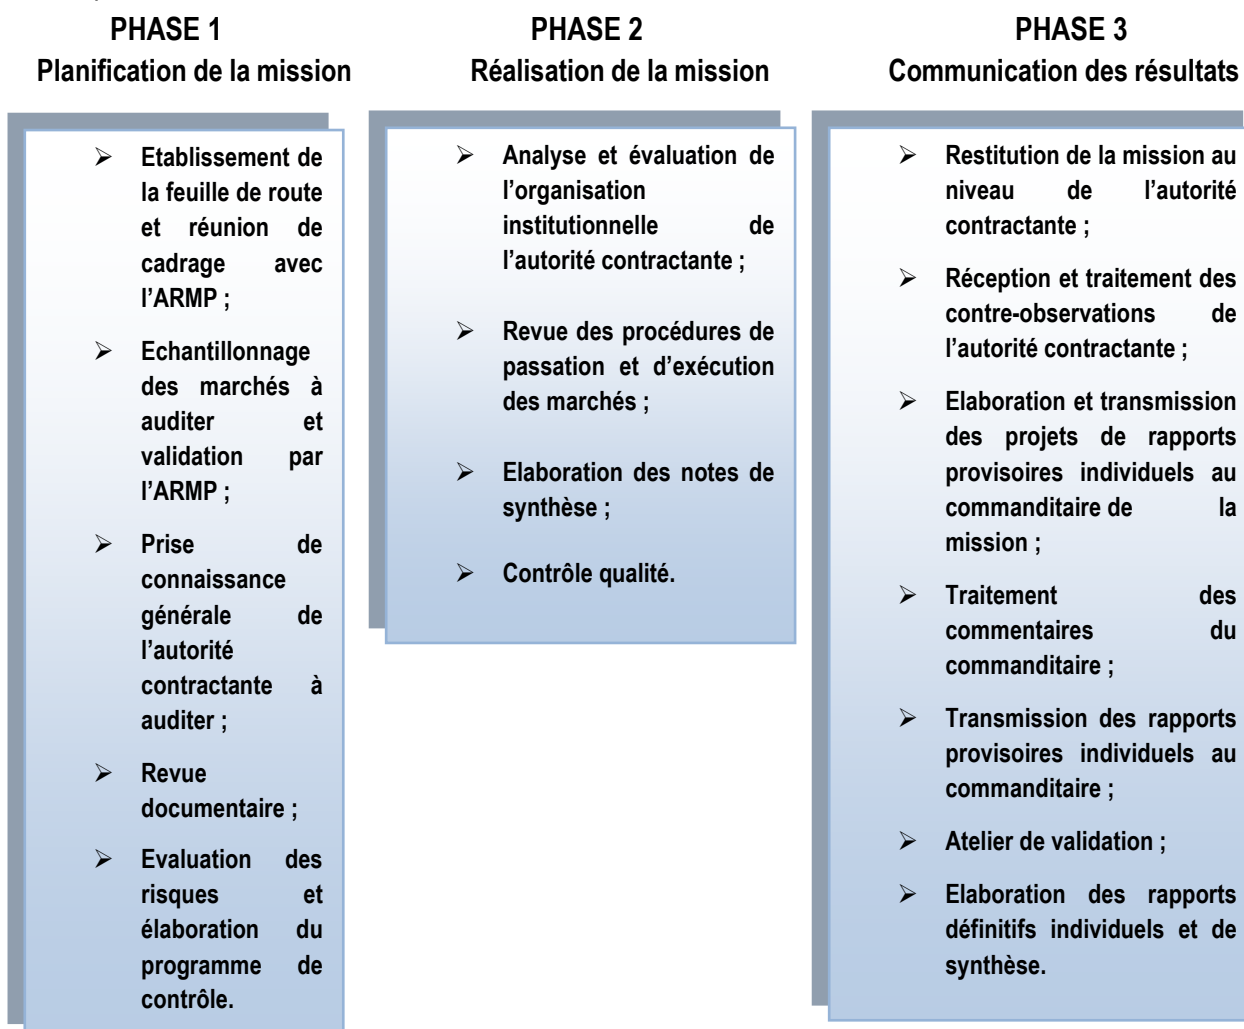 PHASE 1
Planification de la mission
➢ Etablissement de
la feuille de route
et réunion de
cadrage avec
l’ARMP ;
➢ Echantillonnage
des marchés à
auditer et
validation par
l’ARMP ;
➢ Prise de
connaissance
générale de
l’autorité
contractante à
auditer ;
➢ Revue
documentaire ;
➢ Evaluation des
risques et
élaboration du
programme de
contrôle.
PHASE 2
Réalisation de la mission
➢ Analyse et évaluation de
l’organisation
institutionnelle de
l’autorité contractante ;
➢ Revue des procédures de
passation et d’exécution
des marchés ;
➢ Elaboration des notes de
synthèse ;
➢ Contrôle qualité.
PHASE 3
Communication des résultats
➢ Restitution de la mission au
niveau de l’autorité
contractante ;
➢ Réception et traitement des
contre-observations de
l’autorité contractante ;
➢ Elaboration et transmission
des projets de rapports
provisoires individuels au
commanditaire de la
mission ;
➢ Traitement des
commentaires du
commanditaire ;
➢ Transmission des rapports
provisoires individuels au
commanditaire ;
➢ Atelier de validation ;
➢ Elaboration des rapports
définitifs individuels et de
synthèse.